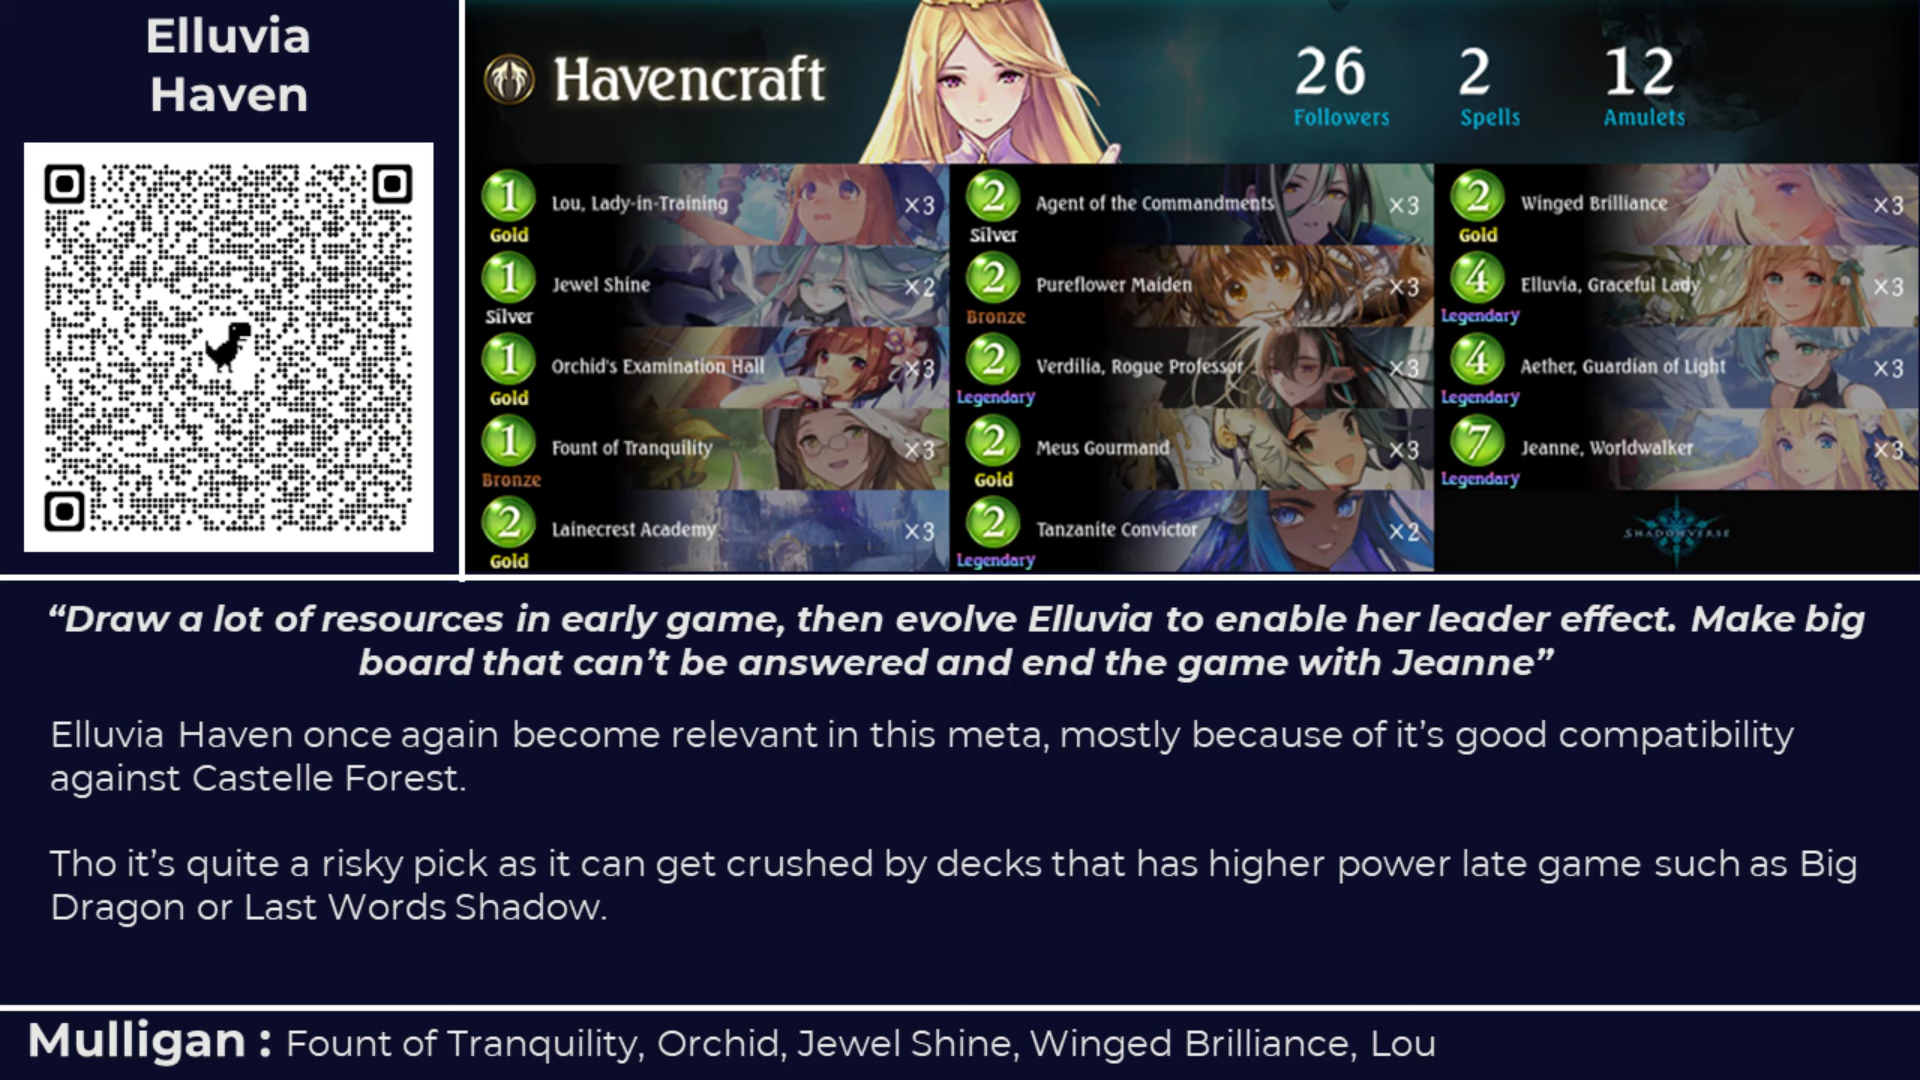 Elluvia
Haven
Havencraft
26
Followers
2
Spells
12
Amulets
1 Lou, Lady-in-Training ×3
Gold
1 Jewel Shine ×2
Silver
1 Orchid's Examination Hall ×3
Gold
1 Fount of Tranquility ×3
Bronze
2 Lainecrest Academy ×3
Gold
2 Agent of the Commandments ×3
Silver
2 Pureflower Maiden ×3
Bronze
2 Verdilia, Rogue Professor ×3
Legendary
2 Meus Gourmand ×3
Gold
2 Tanzanite Convictor ×2
Legendary
2 Winged Brilliance ×3
Gold
4 Elluvia, Graceful Lady ×3
Legendary
4 Aether, Guardian of Light ×3
Legendary
7 Jeanne, Worldwalker ×3
Legendary
SHADOWVERSE
“Draw a lot of resources in early game, then evolve Elluvia to enable her leader effect. Make big
board that can’t be answered and end the game with Jeanne”
Elluvia Haven once again become relevant in this meta, mostly because of it’s good compatibility
against Castelle Forest.
Tho it’s quite a risky pick as it can get crushed by decks that has higher power late game such as Big
Dragon or Last Words Shadow.
Mulligan : Fount of Tranquility, Orchid, Jewel Shine, Winged Brilliance, Lou